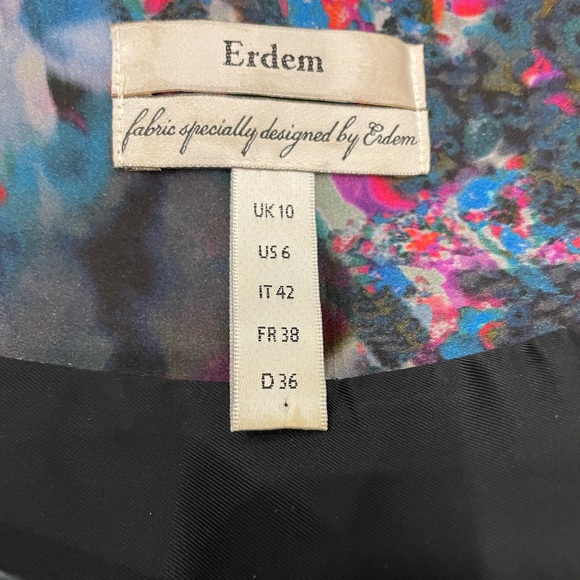 Erdem
fabric specially designed by Erdem
UK 10
US 6
IT 42
FR 38
D 36